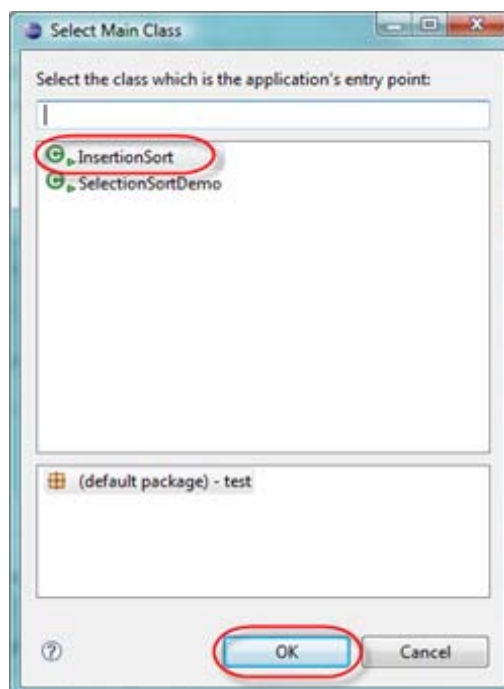 Select Main Class
Select the class which is the application's entry point:
InsertionSort
SelectionSortDemo
(default package) - test
OK
Cancel